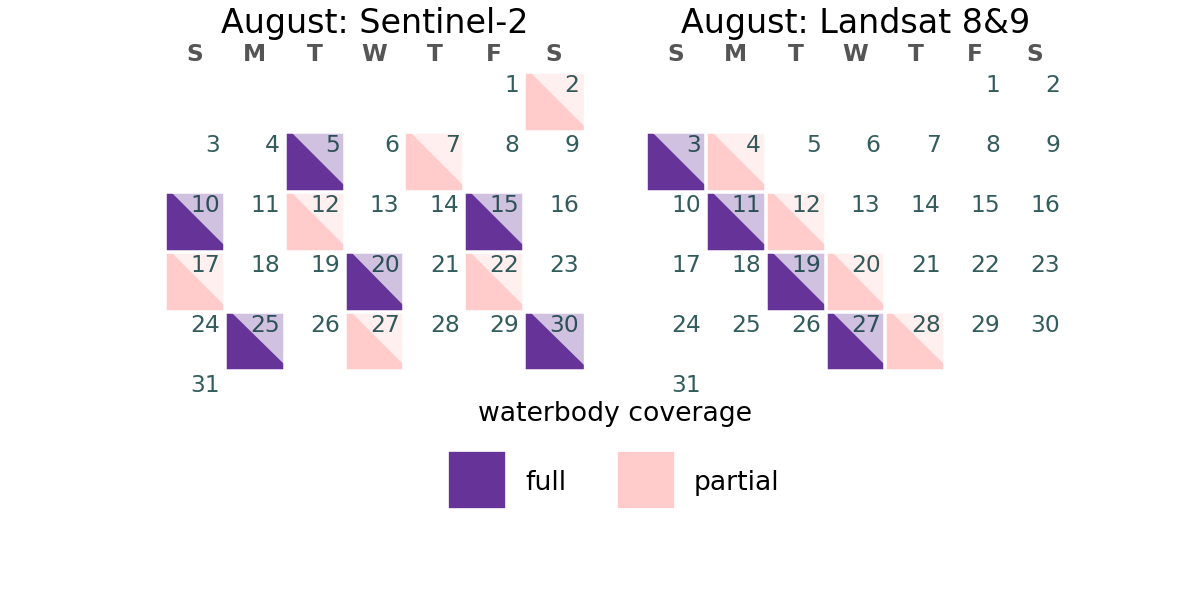 August: Sentinel-2
S M T W T F S
1 2
3 4 5 6 7 8 9
10 11 12 13 14 15 16
17 18 19 20 21 22 23
24 25 26 27 28 29 30
31
August: Landsat 8&9
S M T W T F S
1 2
3 4 5 6 7 8 9
10 11 12 13 14 15 16
17 18 19 20 21 22 23
24 25 26 27 28 29 30
31
waterbody coverage
full
partial